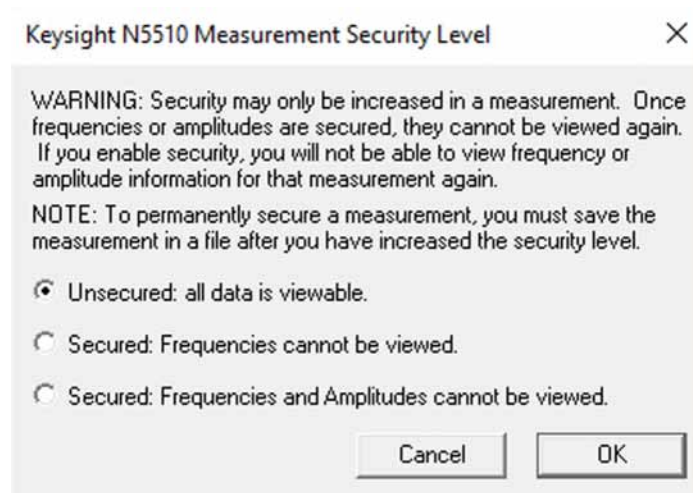 Keysight N5510 Measurement Security Level
WARNING: Security may only be increased in a measurement. Once
frequencies or amplitudes are secured, they cannot be viewed again.
If you enable security, you will not be able to view frequency or
amplitude information for that measurement again.
NOTE: To permanently secure a measurement, you must save the
measurement in a file after you have increased the security level.
Unsecured: all data is viewable.
Secured: Frequencies cannot be viewed.
Secured: Frequencies and Amplitudes cannot be viewed.
Cancel OK